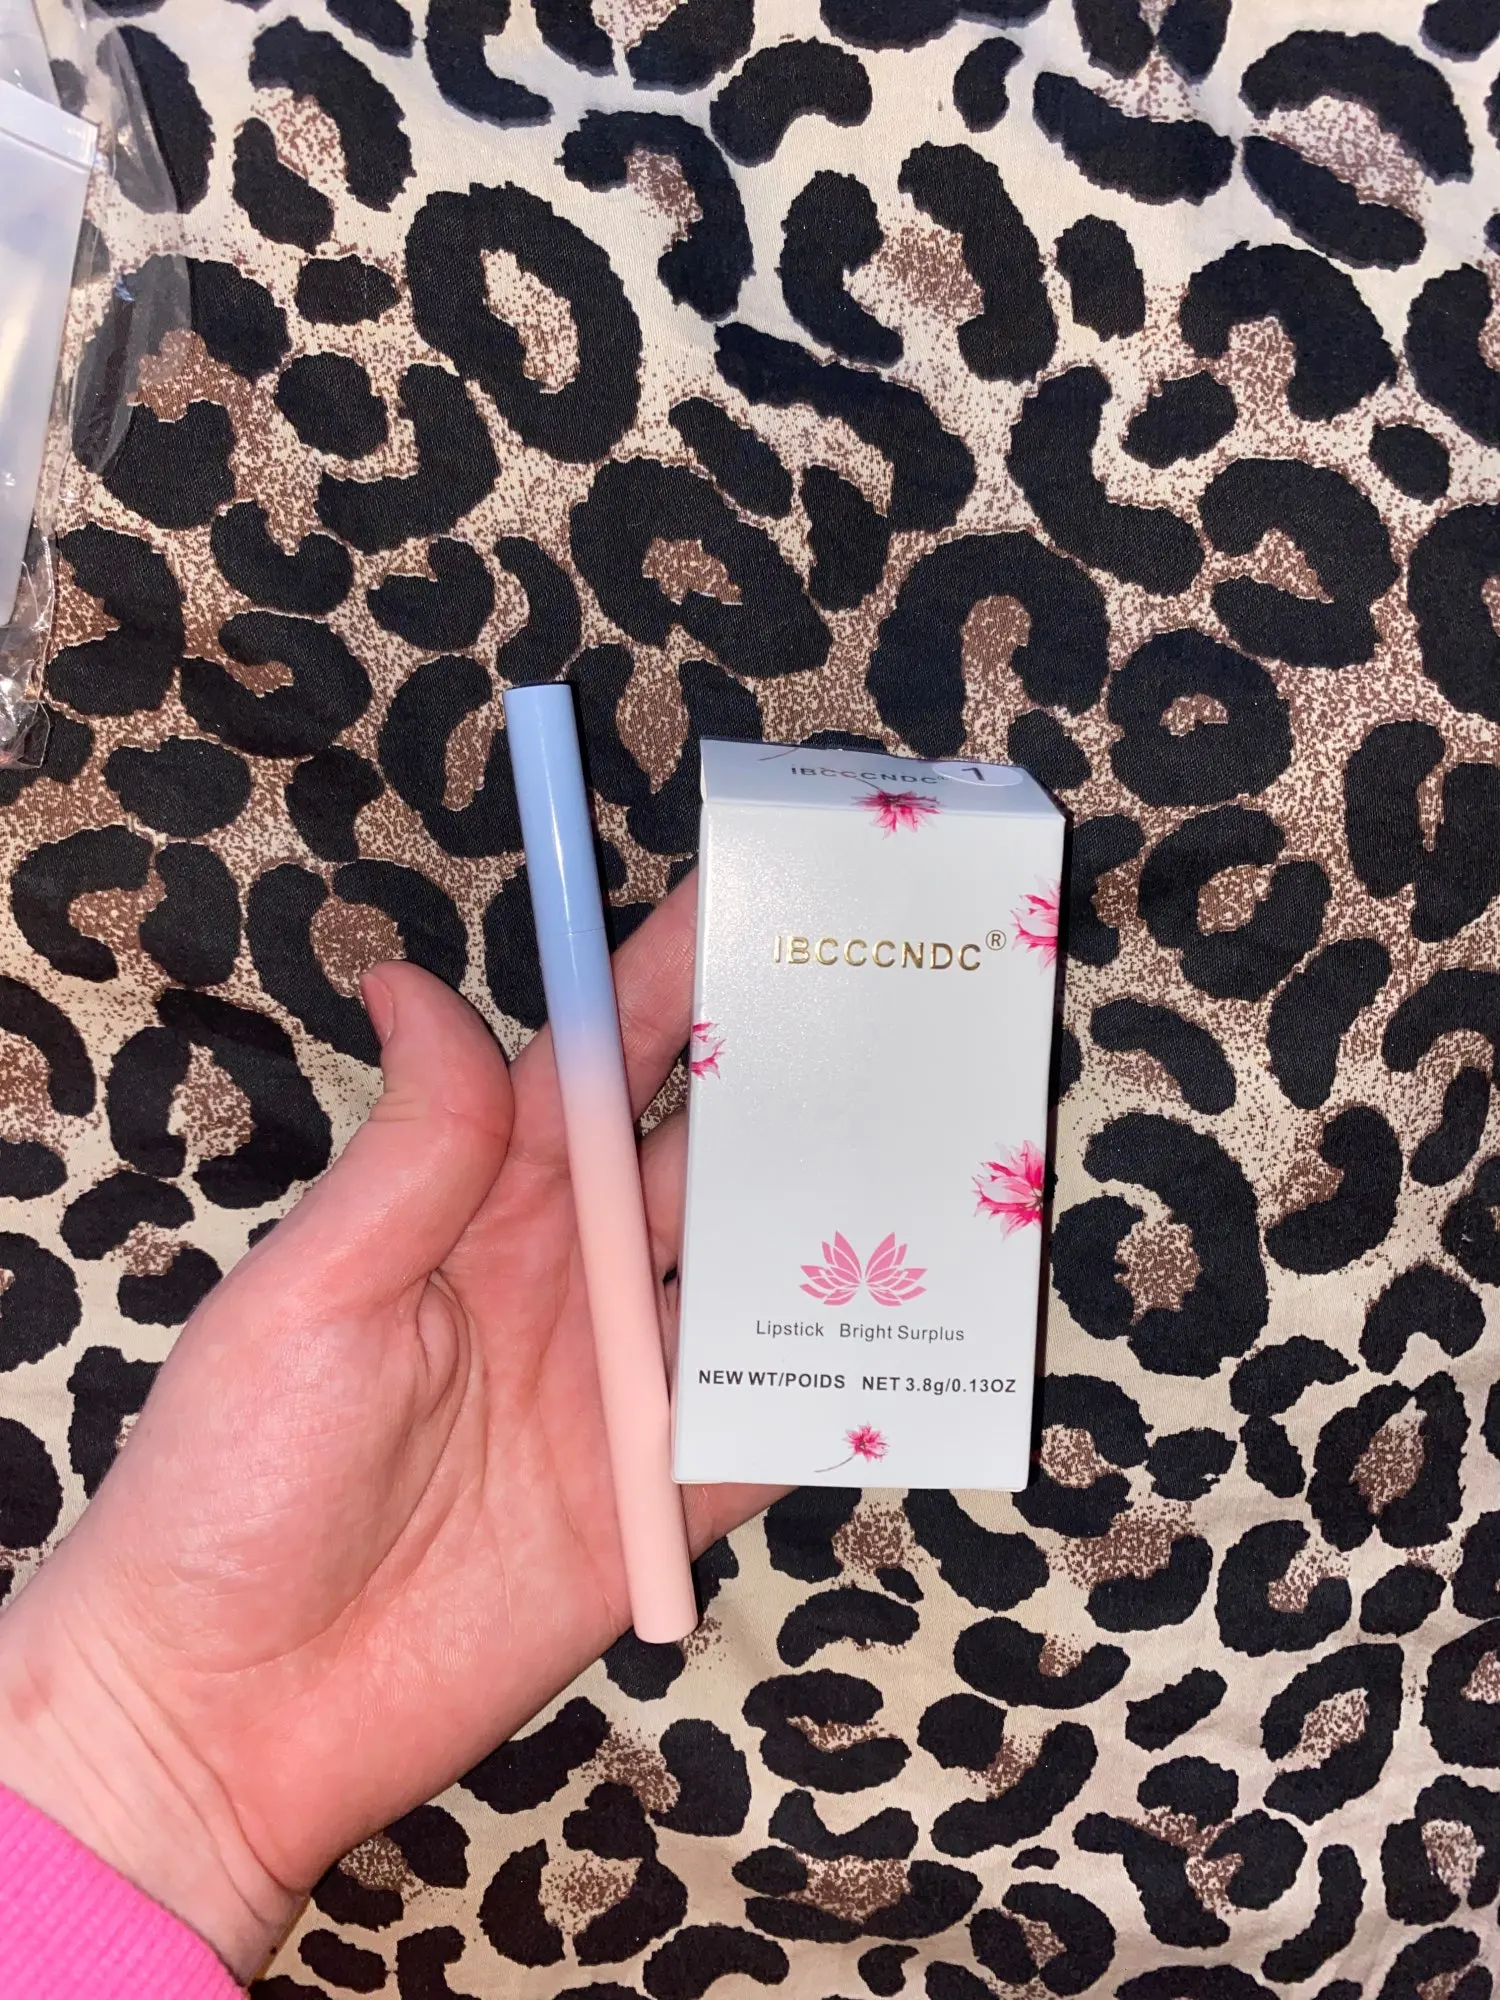 IBCCCNDC® 1
IBCCCNDC®
Lipstick Bright Surplus
NEW WT/POIDS NET 3.8g/0.13OZ